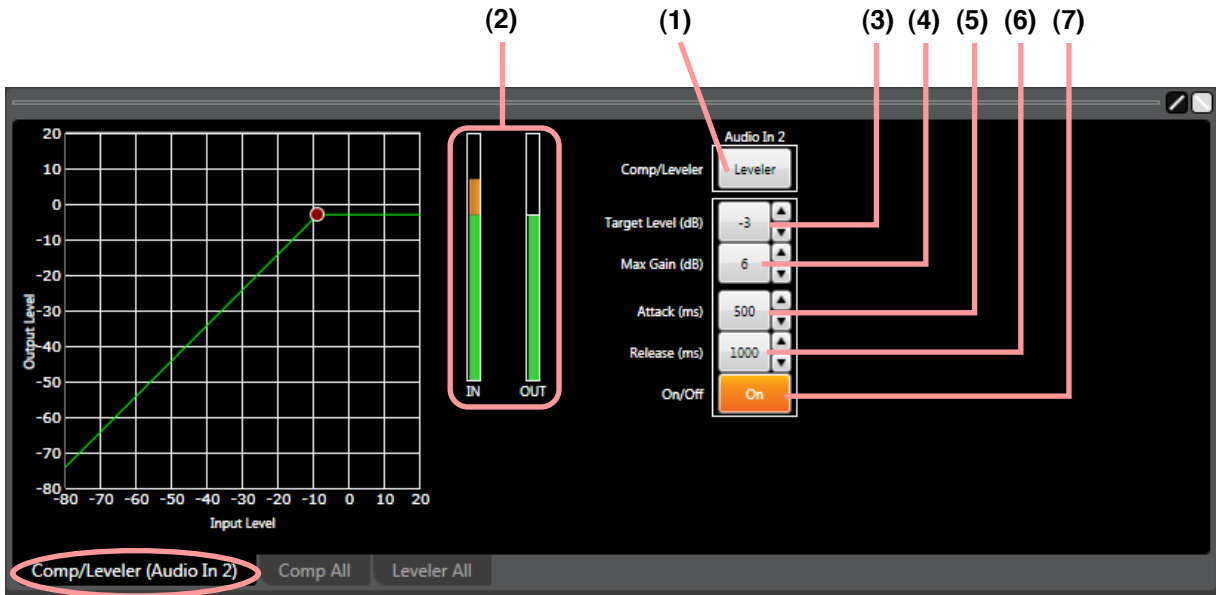 (2) (1) (3) (4) (5) (6) (7)
20
10
0
-10
-20
-30
-40
-50
-60
-70
-80
Output Level
-80 -70 -60 -50 -40 -30 -20 -10 0 10 20
Input Level
IN OUT
Audio In 2
Comp/Leveler Leveler
Target Level (dB) -3
Max Gain (dB) 6
Attack (ms) 500
Release (ms) 1000
On/Off On
Comp/Leveler (Audio In 2) Comp All Leveler All